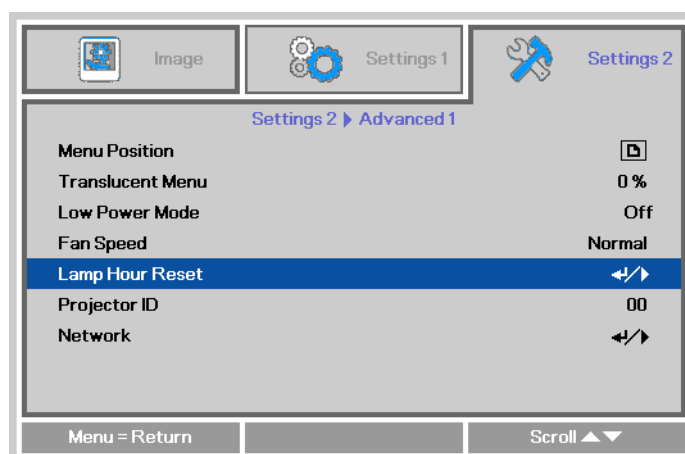 Image
Settings 1
Settings 2
Settings 2 Advanced 1
Menu Position
Translucent Menu 0 %
Low Power Mode Off
Fan Speed Normal
Lamp Hour Reset
Projector ID 00
Network
Menu = Return Scroll